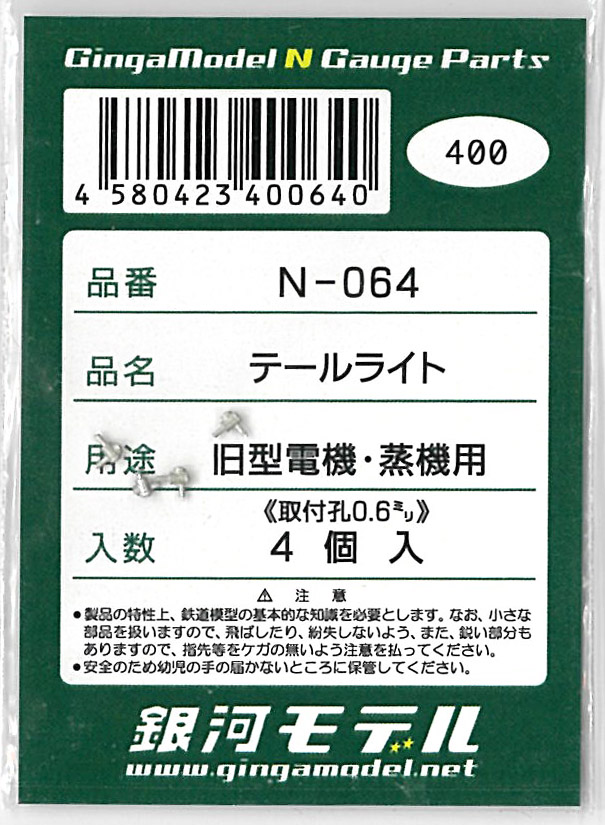 GingaModel N Gauge Parts
400
4 580423 400640
品番 N-064
品名 テールライト
用途 旧型電機・蒸機用
《取付孔0.6㍉》
入数 4個入
⚠ 注意
●製品の特性上、鉄道模型の基本的な知識を必要とします。なお、小さな
部品を扱いますので、飛ばしたり、紛失しないよう、また、鋭い部分も
ありますので、指先等をケガの無いよう注意を払ってください。
●安全のため幼児の手の届かないところに保管してください。
銀河モデル
www.gingamodel.net